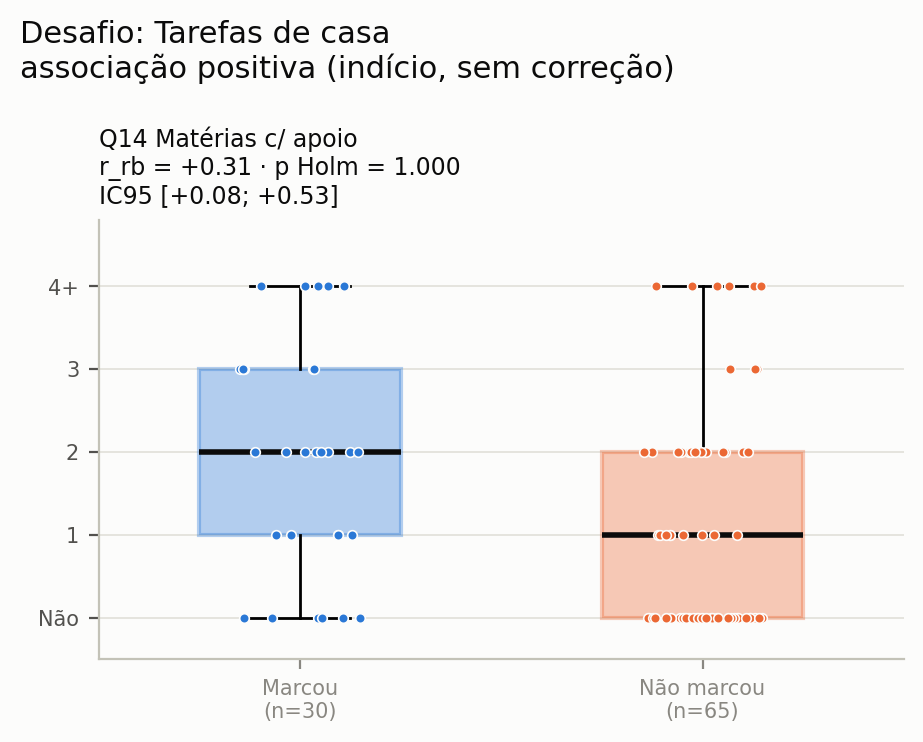 Desafio: Tarefas de casa
associação positiva (indício, sem correção)
Q14 Matérias c/ apoio
r_rb = +0.31 · p Holm = 1.000
IC95 [+0.08; +0.53]
4+
3
2
1
Não
Marcou
(n=30)
Não marcou
(n=65)